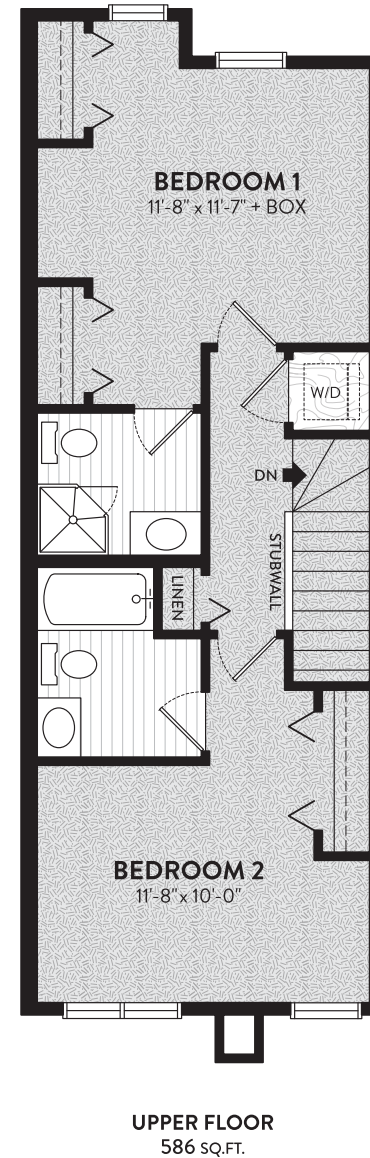 BEDROOM 1
11'-8" x 11'-7" + BOX
W/D
DN
STUBWALL
LINEN
BEDROOM 2
11'-8" x 10'-0"
UPPER FLOOR
586 SQ.FT.